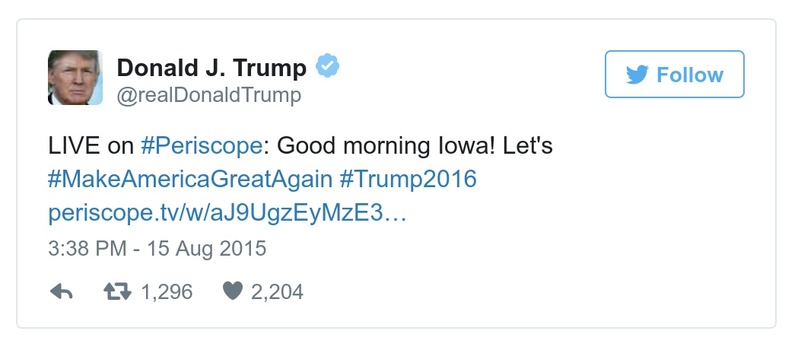 Donald J. Trump
@realDonaldTrump
Follow
LIVE on #Periscope: Good morning Iowa! Let's
#MakeAmericaGreatAgain #Trump2016
periscope.tv/w/aJ9UgzEyMzE3…
3:38 PM - 15 Aug 2015
1,296 2,204